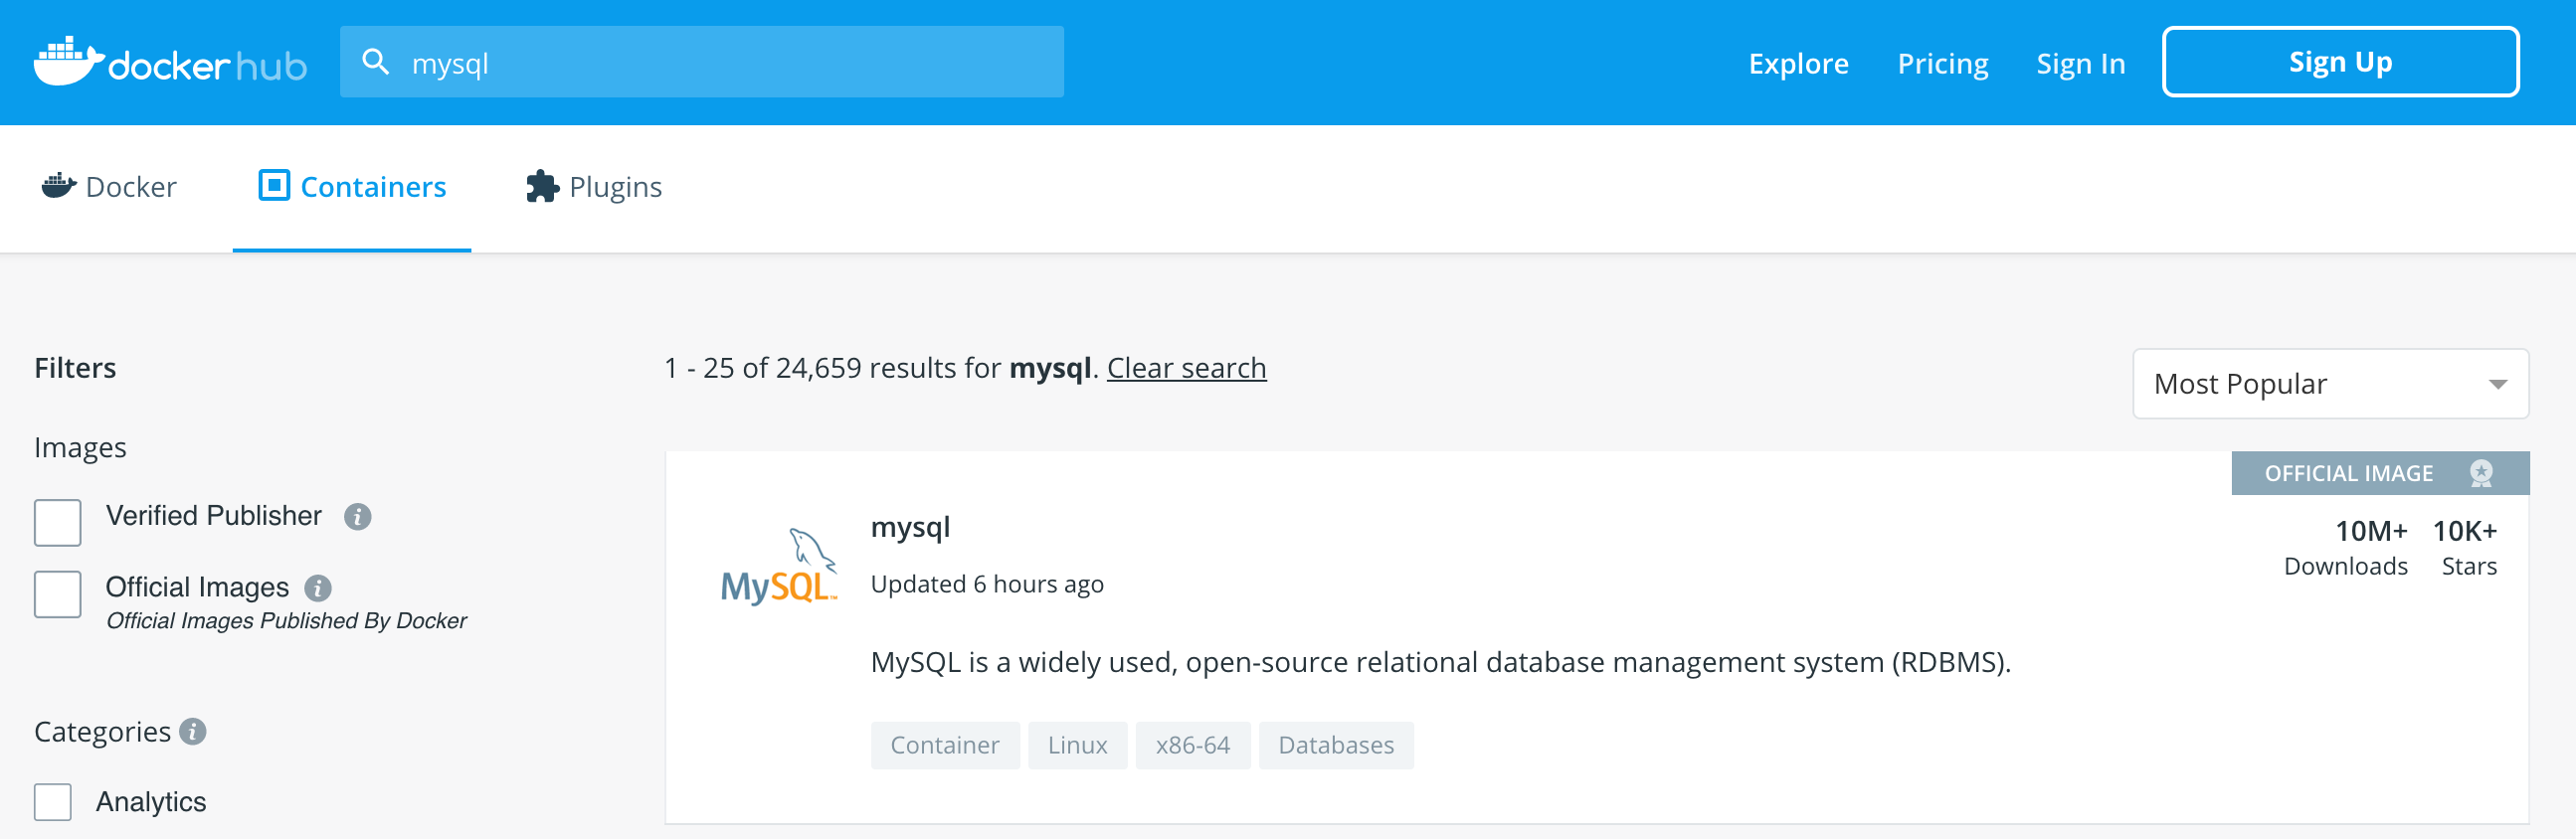 dockerhub
mysql
Explore
Pricing
Sign In
Sign Up
Docker
Containers
Plugins
Filters
Images
Verified Publisher
Official Images
Official Images Published By Docker
Categories
Analytics
1 - 25 of 24,659 results for mysql. Clear search
Most Popular
OFFICIAL IMAGE
MySQL™
mysql
Updated 6 hours ago
10M+
Downloads
10K+
Stars
MySQL is a widely used, open-source relational database management system (RDBMS).
Container
Linux
x86-64
Databases